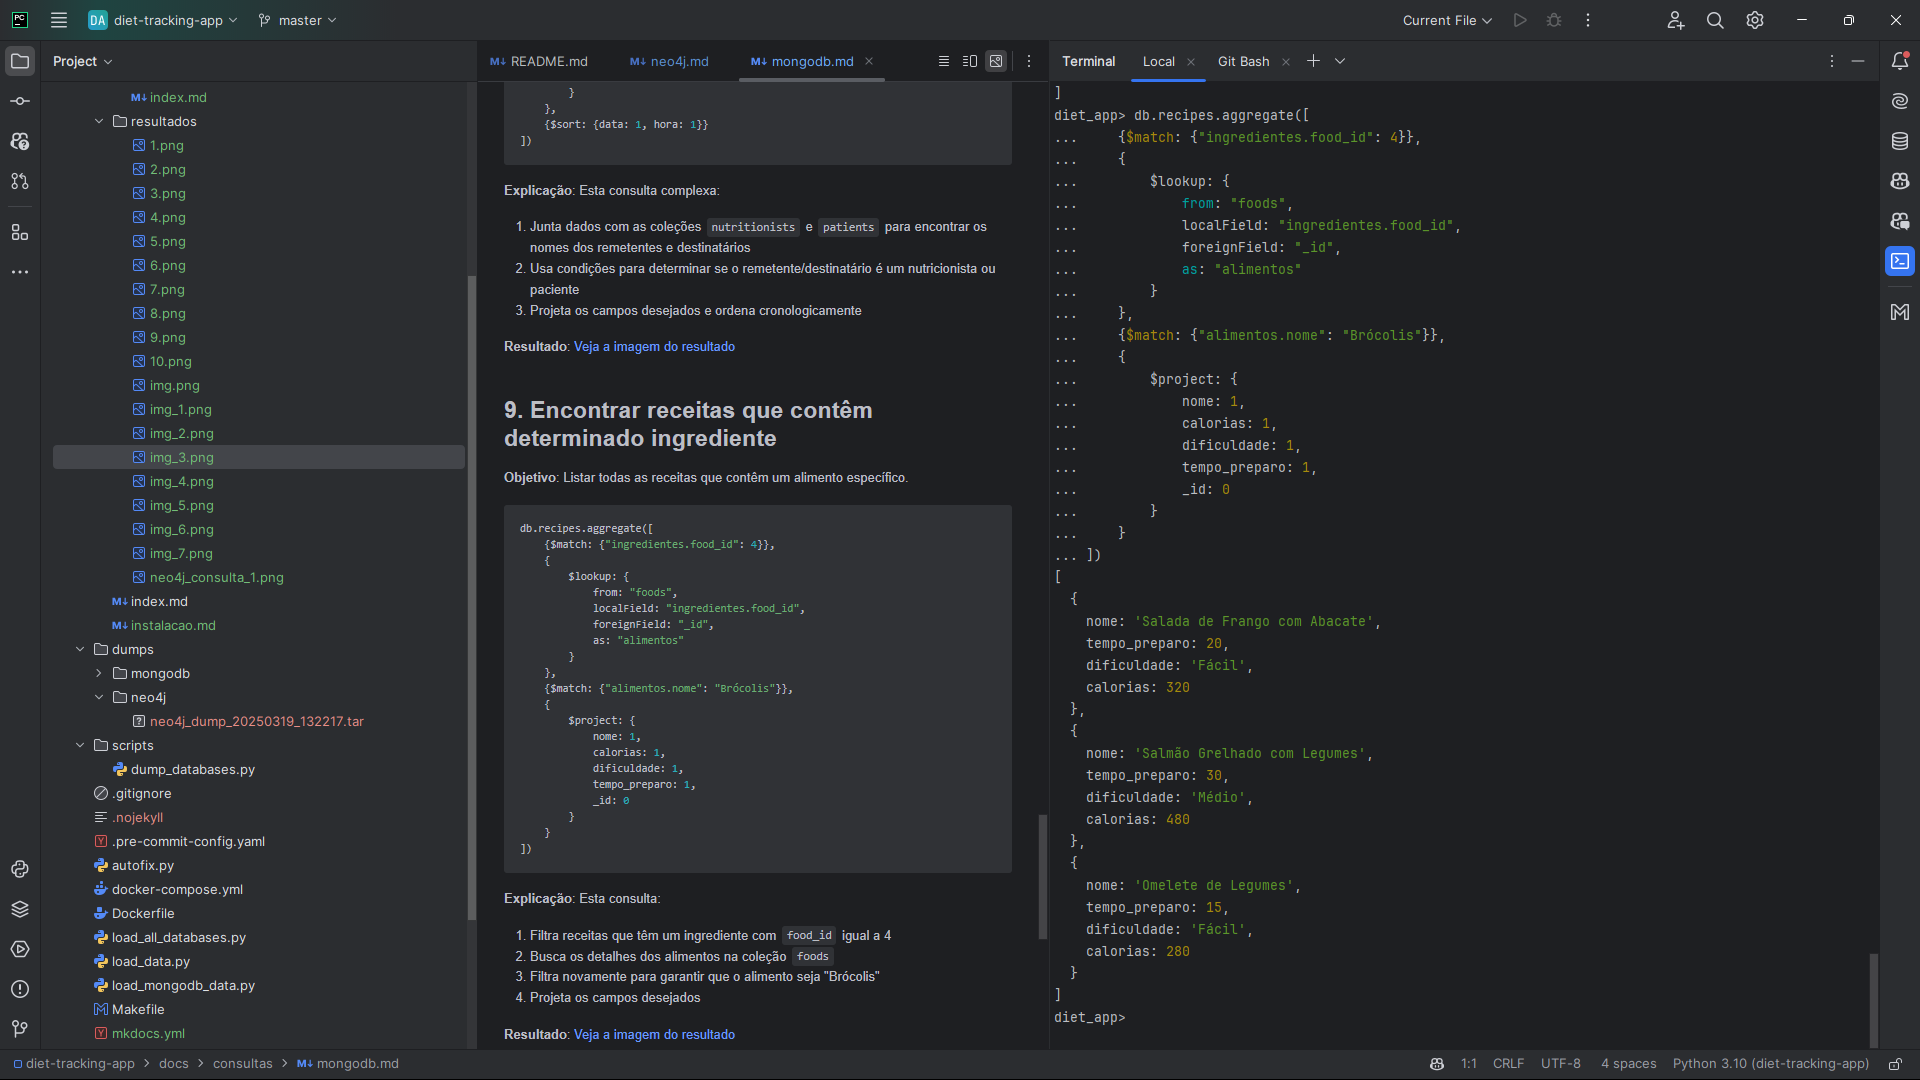 PC
DA diet-tracking-app
master
Current File
Project
index.md
resultados
1.png
2.png
3.png
4.png
5.png
6.png
7.png
8.png
9.png
10.png
img.png
img_1.png
img_2.png
img_3.png
img_4.png
img_5.png
img_6.png
img_7.png
neo4j_consulta_1.png
index.md
instalacao.md
dumps
mongodb
neo4j
neo4j_dump_20250319_132217.tar
scripts
dump_databases.py
.gitignore
.nojekyll
.pre-commit-config.yaml
autofix.py
docker-compose.yml
Dockerfile
load_all_databases.py
load_data.py
load_mongodb_data.py
Makefile
mkdocs.yml
README.md
neo4j.md
mongodb.md
}
},
{$sort: {data: 1, hora: 1}}
])
Explicação: Esta consulta complexa:
1. Junta dados com as coleções nutritionists e patients para encontrar os
nomes dos remetentes e destinatários
2. Usa condições para determinar se o remetente/destinatário é um nutricionista ou
paciente
3. Projeta os campos desejados e ordena cronologicamente
Resultado: Veja a imagem do resultado
9. Encontrar receitas que contêm
determinado ingrediente
Objetivo: Listar todas as receitas que contêm um alimento específico.
db.recipes.aggregate([
{$match: {"ingredientes.food_id": 4}},
{
$lookup: {
from: "foods",
localField: "ingredientes.food_id",
foreignField: "_id",
as: "alimentos"
}
},
{$match: {"alimentos.nome": "Brócolis"}},
{
$project: {
nome: 1,
calorias: 1,
dificuldade: 1,
tempo_preparo: 1,
_id: 0
}
}
])
Explicação: Esta consulta:
1. Filtra receitas que têm um ingrediente com food_id igual a 4
2. Busca os detalhes dos alimentos na coleção foods
3. Filtra novamente para garantir que o alimento seja "Brócolis"
4. Projeta os campos desejados
Resultado: Veja a imagem do resultado
Terminal Local Git Bash
]
diet_app> db.recipes.aggregate([
... {$match: {"ingredientes.food_id": 4}},
... {
... $lookup: {
... from: "foods",
... localField: "ingredientes.food_id",
... foreignField: "_id",
... as: "alimentos"
... }
... },
... {$match: {"alimentos.nome": "Brócolis"}},
... {
... $project: {
... nome: 1,
... calorias: 1,
... dificuldade: 1,
... tempo_preparo: 1,
... _id: 0
... }
... }
... ])
[
{
nome: 'Salada de Frango com Abacate',
tempo_preparo: 20,
dificuldade: 'Fácil',
calorias: 320
},
{
nome: 'Salmão Grelhado com Legumes',
tempo_preparo: 30,
dificuldade: 'Médio',
calorias: 480
},
{
nome: 'Omelete de Legumes',
tempo_preparo: 15,
dificuldade: 'Fácil',
calorias: 280
}
]
diet_app>
diet-tracking-app > docs > consultas > mongodb.md
1:1 CRLF UTF-8 4 spaces Python 3.10 (diet-tracking-app)